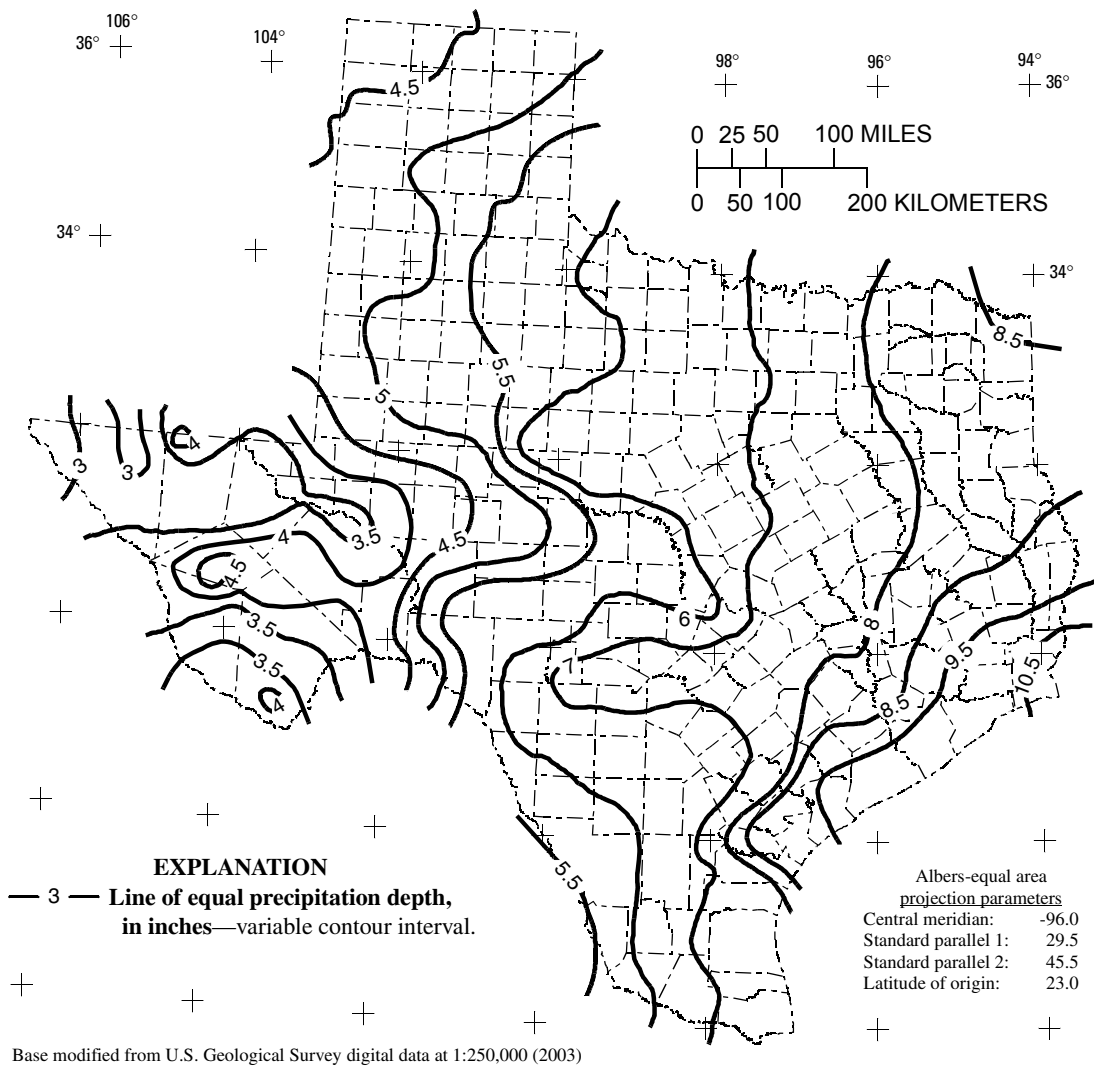 106°
36°
104°
98°
96°
94°
36°
4.5
0 25 50 100 MILES
0 50 100 200 KILOMETERS
34°
34°
8.5
5.5
5
4
3
3
3.5
4
4.5
4.5
3.5
6
8
3.5
7
9.5
10.5
4
8.5
5.5
EXPLANATION
3 Line of equal precipitation depth,
in inches—variable contour interval.
Albers-equal area
projection parameters
Central meridian: -96.0
Standard parallel 1: 29.5
Standard parallel 2: 45.5
Latitude of origin: 23.0
Base modified from U.S. Geological Survey digital data at 1:250,000 (2003)